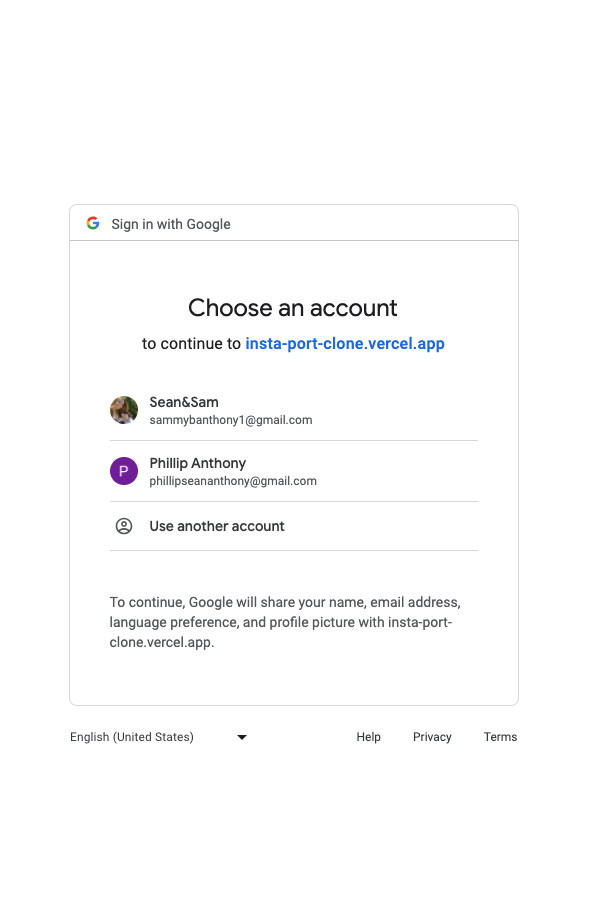 Sign in with Google
Choose an account
to continue to insta-port-clone.vercel.app
Sean&Sam
sammybanthony1@gmail.com
P
Phillip Anthony
phillipseananthony@gmail.com
Use another account
To continue, Google will share your name, email address,
language preference, and profile picture with insta-port-
clone.vercel.app.
English (United States)
Help
Privacy
Terms